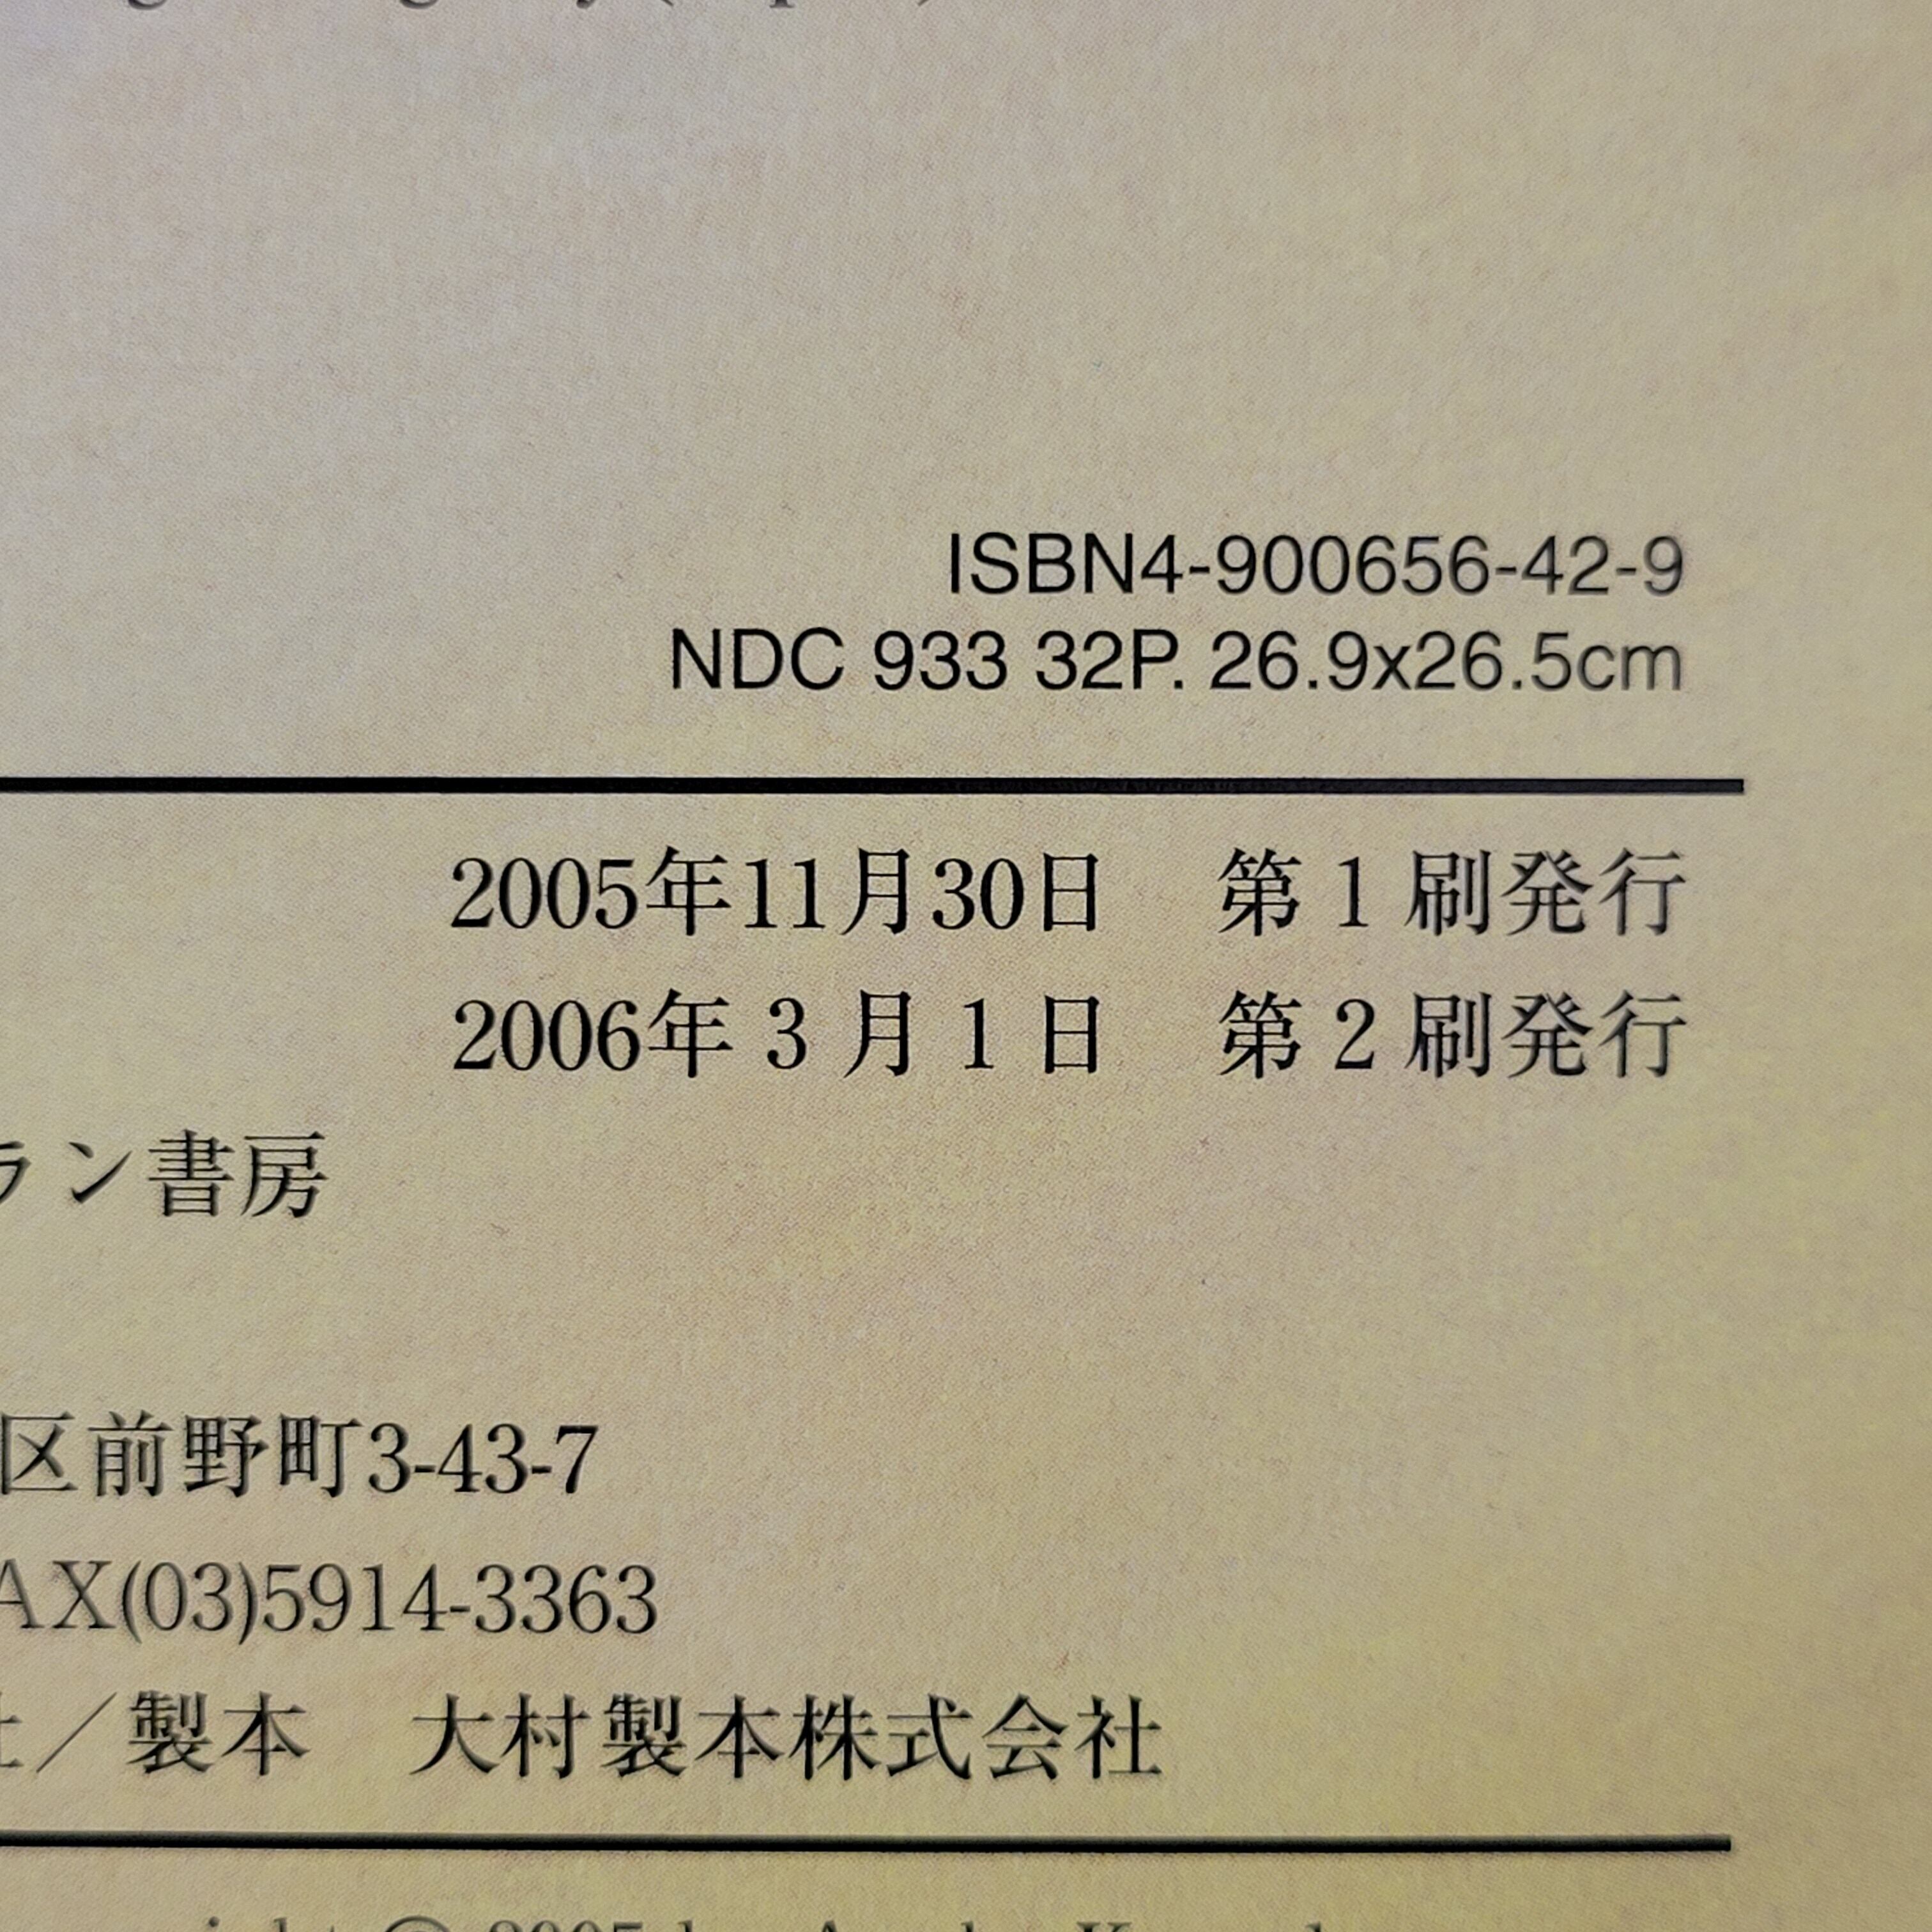 ISBN4-900656-42-9
NDC 933 32P. 26.9x26.5cm
2005年11月30日 第1刷発行
2006年3月1日 第2刷発行
ラン書房
区前野町3-43-7
AX(03)5914-3363
社／製本 大村製本株式会社
© 2005 by